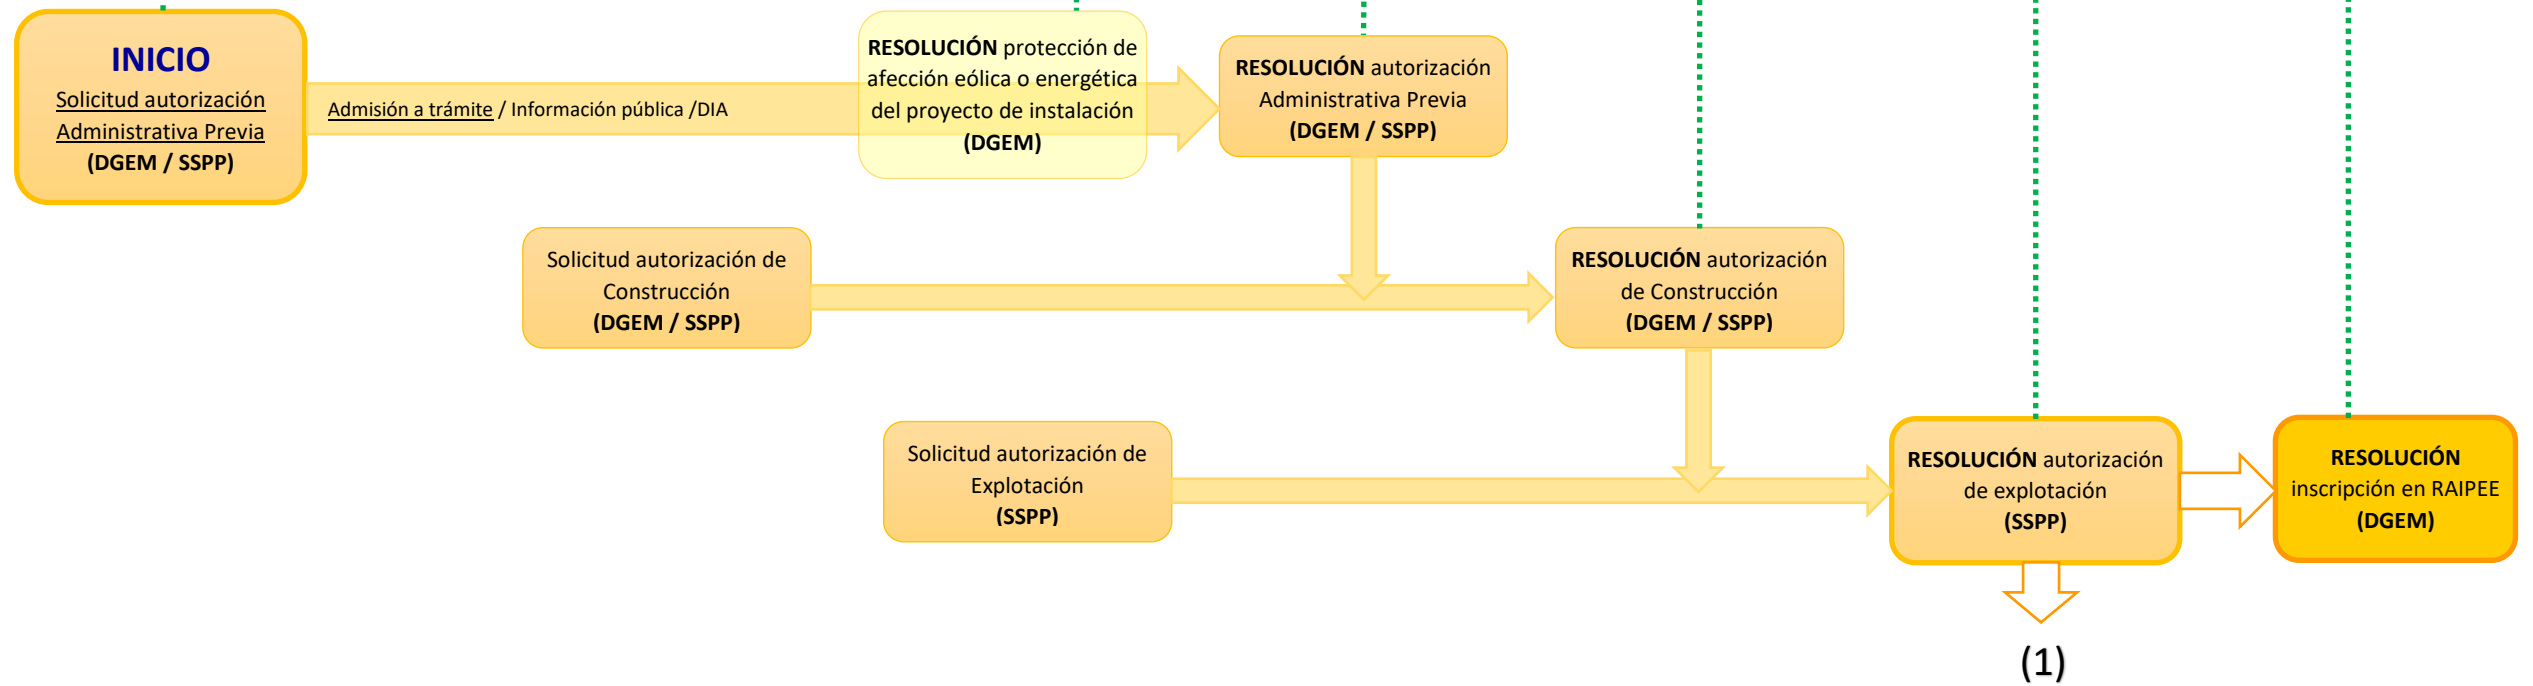 INICIO
Solicitud autorización
Administrativa Previa
(DGEM / SSPP)
Admisión a trámite / Información pública /DIA
RESOLUCIÓN protección de
afección eólica o energética
del proyecto de instalación
(DGEM)
RESOLUCIÓN autorización
Administrativa Previa
(DGEM / SSPP)
Solicitud autorización de
Construcción
(DGEM / SSPP)
RESOLUCIÓN autorización
de Construcción
(DGEM / SSPP)
Solicitud autorización de
Explotación
(SSPP)
RESOLUCIÓN autorización
de explotación
(SSPP)
RESOLUCIÓN
inscripción en RAIPEE
(DGEM)
(1)